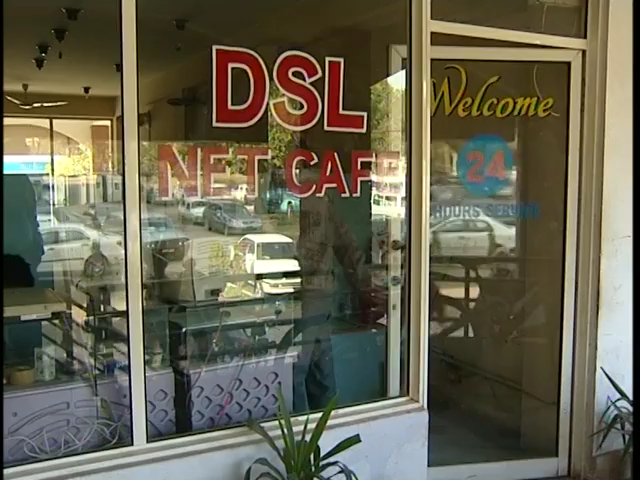 DSL
NET CAFE
Welcome
24
HOURS SERVICE